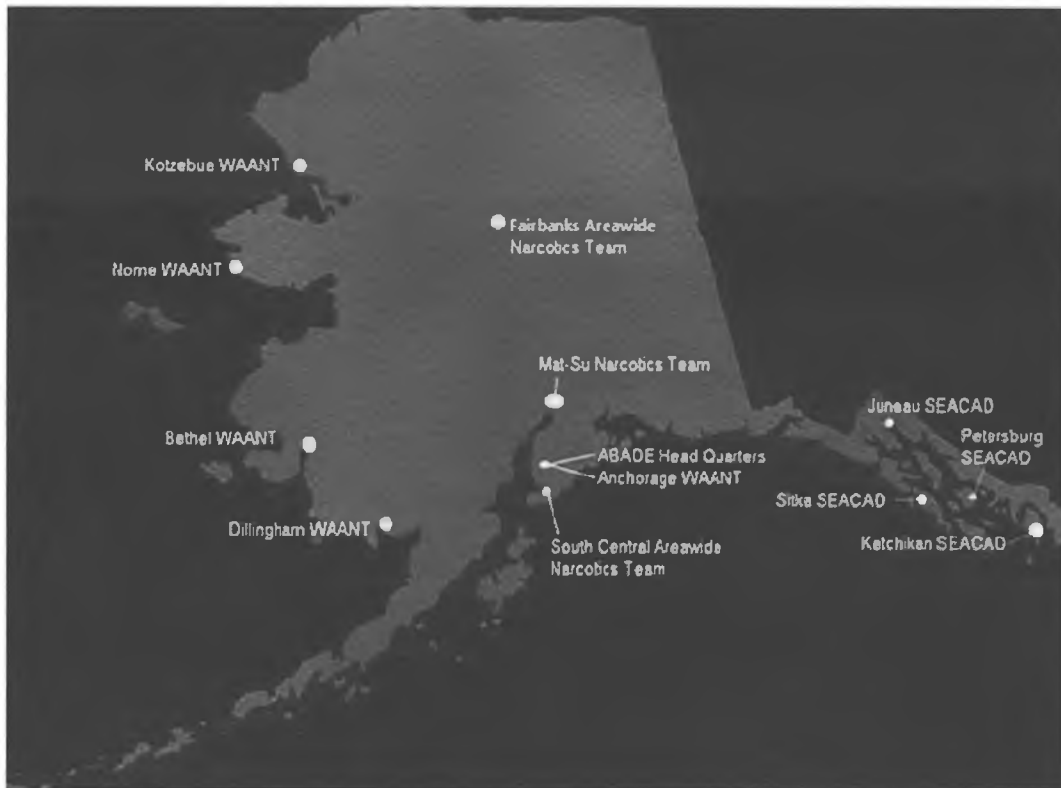 Kotzebue WAANT
Fairbanks Areawide
Narcotics Team
Nome WAANT
Mat-Su Narcotics Team
Juneau SEACAD
Petersburg
SEACAD
Bethel WAANT
ABADE Head Quarters
Anchorage WAANT
Sitka SEACAD
Dillingham WAANT
Ketchikan SEACAD
South Central Areawide
Narcotics Team